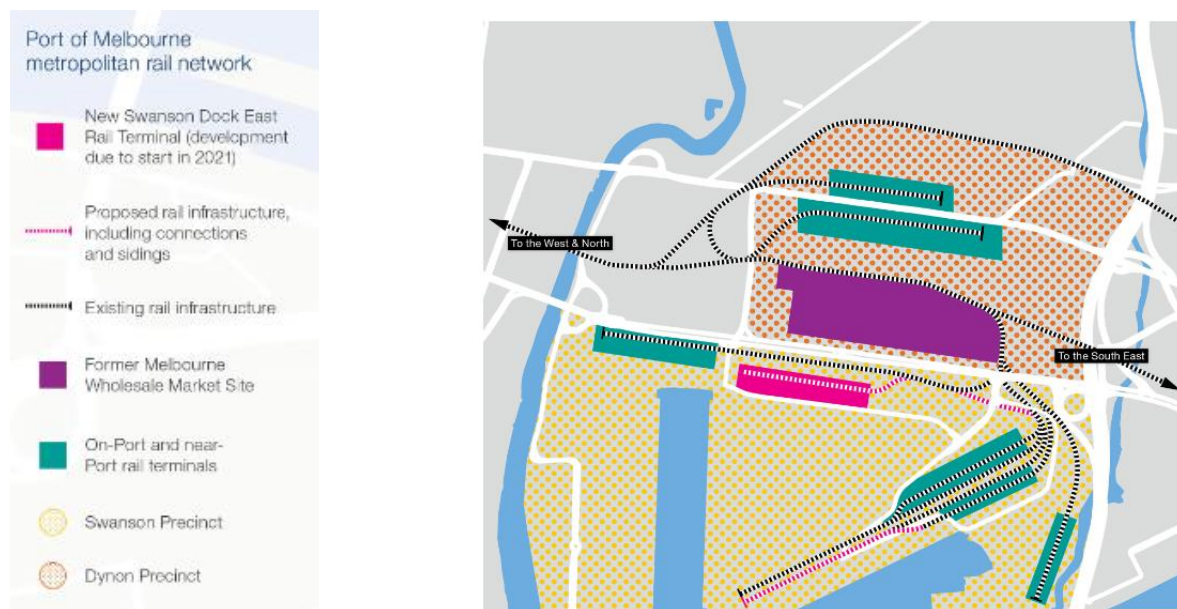 Port of Melbourne
metropolitan rail network
New Swanson Dock East
Rail Terminal (development
due to start in 2021)
Proposed rail infrastructure,
including connections
and sidings
Existing rail infrastructure
Former Melbourne
Wholesale Market Site
On-Port and near-
Port rail terminals
Swanson Precinct
Dynon Precinct
To the West & North
To the South East